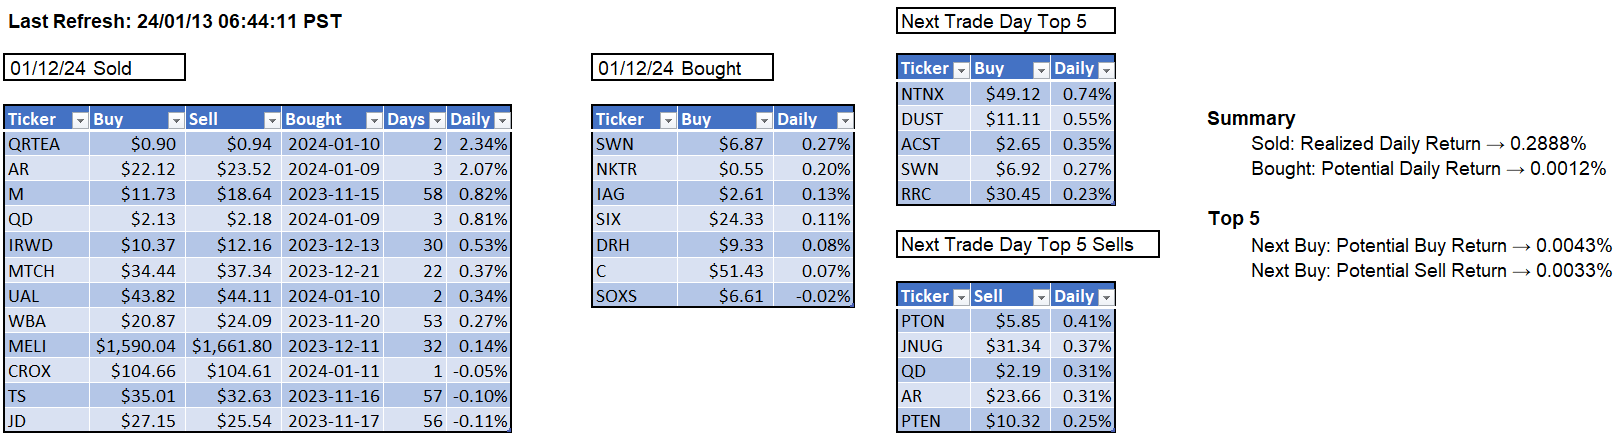 Last Refresh: 24/01/13 06:44:11 PST
01/12/24 Sold
Ticker Buy Sell Bought Days Daily
QRTEA $0.90 $0.94 2024-01-10 2 2.34%
AR $22.12 $23.52 2024-01-09 3 2.07%
M $11.73 $18.64 2023-11-15 58 0.82%
QD $2.13 $2.18 2024-01-09 3 0.81%
IRWD $10.37 $12.16 2023-12-13 30 0.53%
MTCH $34.44 $37.34 2023-12-21 22 0.37%
UAL $43.82 $44.11 2024-01-10 2 0.34%
WBA $20.87 $24.09 2023-11-20 53 0.27%
MELI $1,590.04 $1,661.80 2023-12-11 32 0.14%
CROX $104.66 $104.61 2024-01-11 1 -0.05%
TS $35.01 $32.63 2023-11-16 57 -0.10%
JD $27.15 $25.54 2023-11-17 56 -0.11%
01/12/24 Bought
Ticker Buy Daily
SWN $6.87 0.27%
NKTR $0.55 0.20%
IAG $2.61 0.13%
SIX $24.33 0.11%
DRH $9.33 0.08%
C $51.43 0.07%
SOXS $6.61 -0.02%
Next Trade Day Top 5
Ticker Buy Daily
NTNX $49.12 0.74%
DUST $11.11 0.55%
ACST $2.65 0.35%
SWN $6.92 0.27%
RRC $30.45 0.23%
Next Trade Day Top 5 Sells
Ticker Sell Daily
PTON $5.85 0.41%
JNUG $31.34 0.37%
QD $2.19 0.31%
AR $23.66 0.31%
PTEN $10.32 0.25%
Summary
Sold: Realized Daily Return → 0.2888%
Bought: Potential Daily Return → 0.0012%
Top 5
Next Buy: Potential Buy Return → 0.0043%
Next Buy: Potential Sell Return → 0.0033%